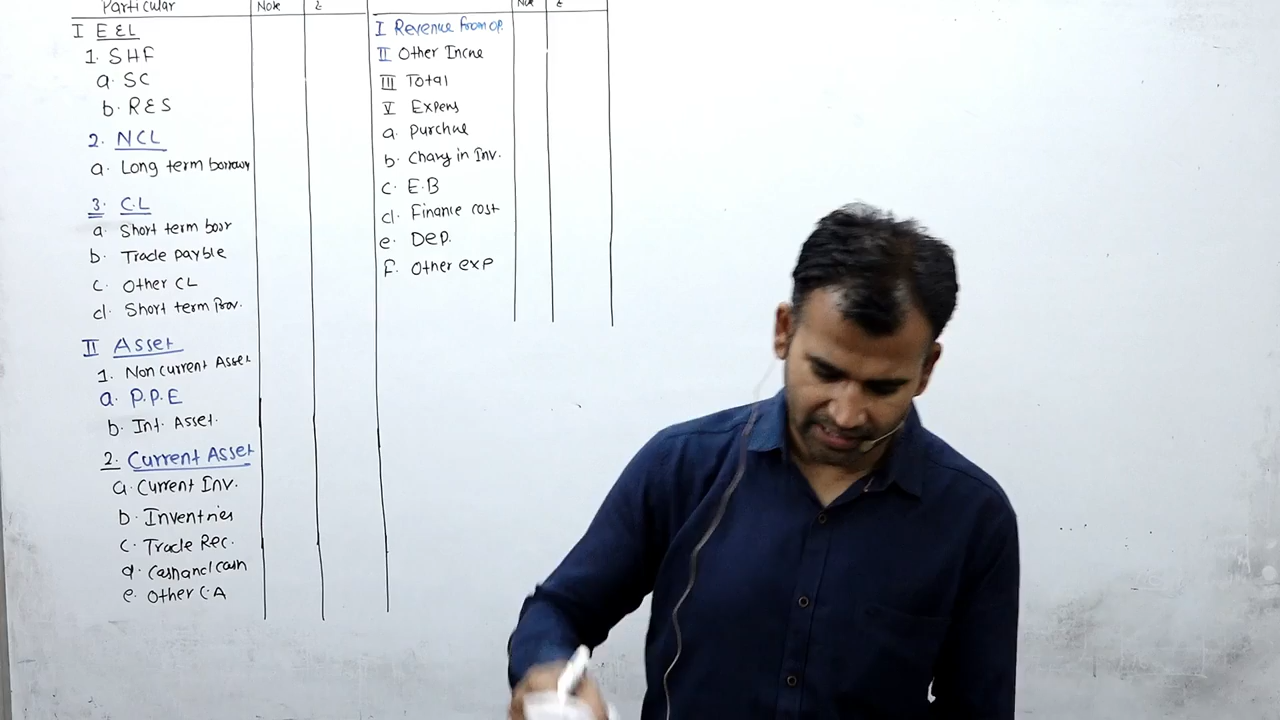 Particular Note ₹
I E & L
1. SHF
a. SC
b. R & S
2. NCL
a. Long term borrowr
3. C.L
a. Short term borr
b. Trade payble
c. Other CL
d. Short term Prov.
II Asset
1. Non current Asset
a. P.P.E
b. Int. Asset.
2. Current Asset
a. Current Inv.
b. Inventries
c. Trade Rec.
d. Cash and cash
e. Other C.A
Note ₹
I Revenue from op.
II Other Incme
III Total
V Expens
a. Purchue
b. Chang in Inv.
c. E.B
d. Finance cost
e. Dep.
f. Other exp